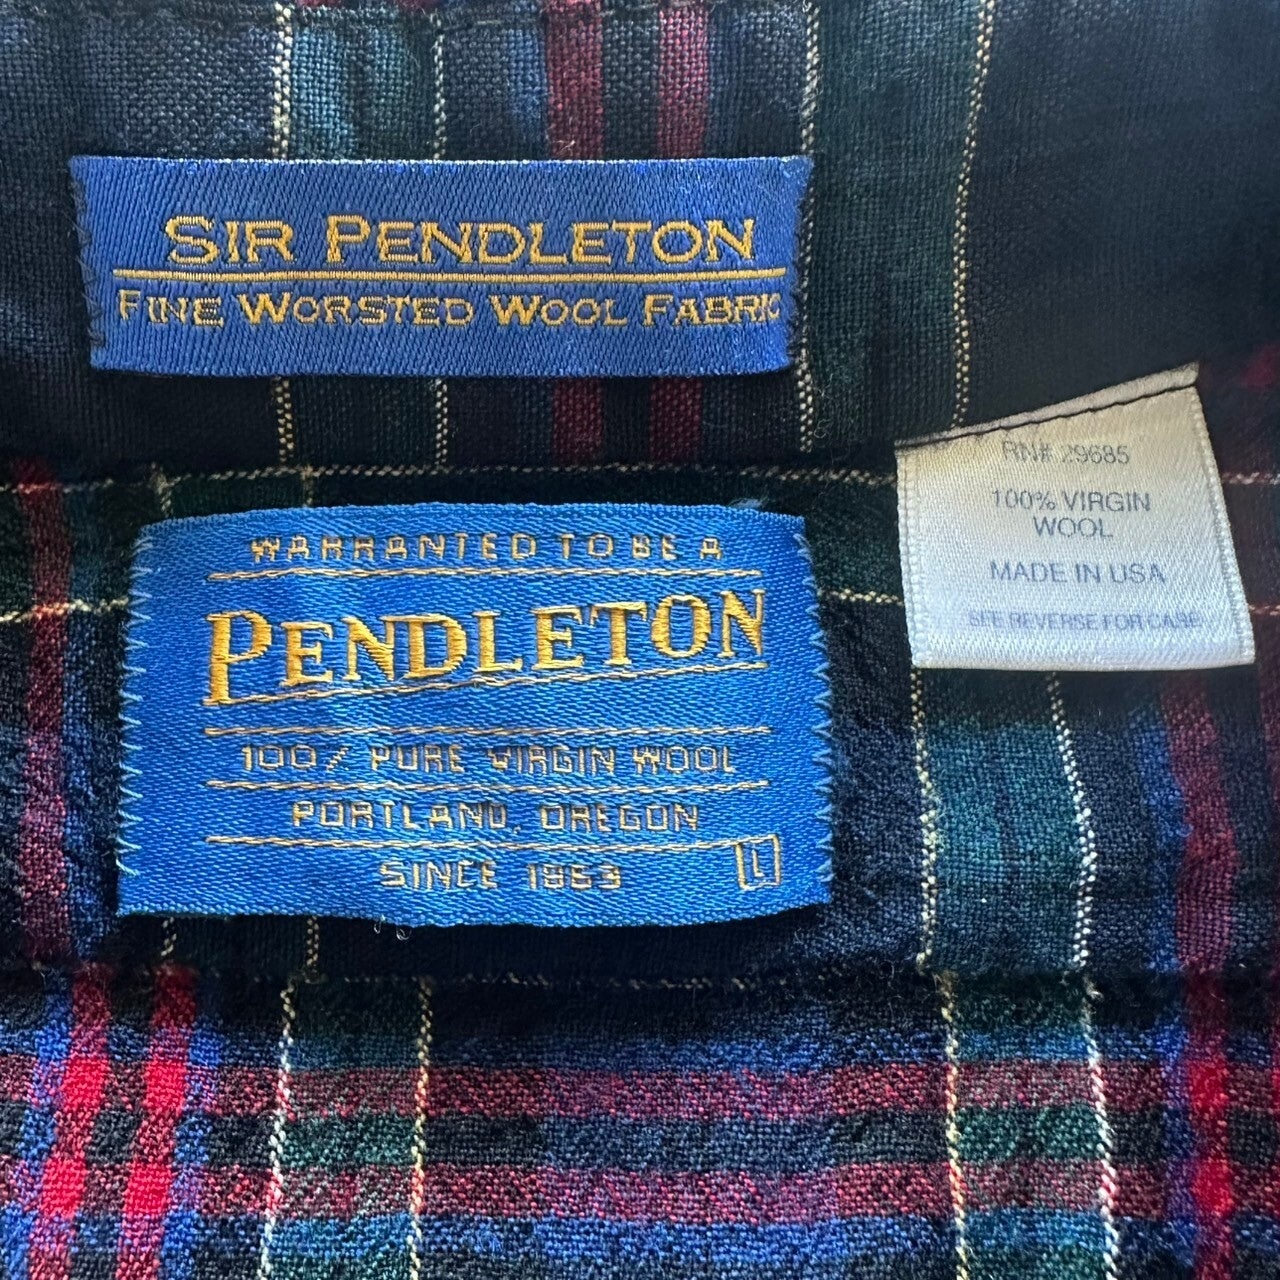 SIR PENDLETON
FINE WORSTED WOOL FABRIC
RN# 29685
100% VIRGIN
WOOL
MADE IN USA
SEE REVERSE FOR CARE
WARRANTED TO BE A
PENDLETON
100% PURE VIRGIN WOOL
PORTLAND, OREGON
SINCE 1863
L